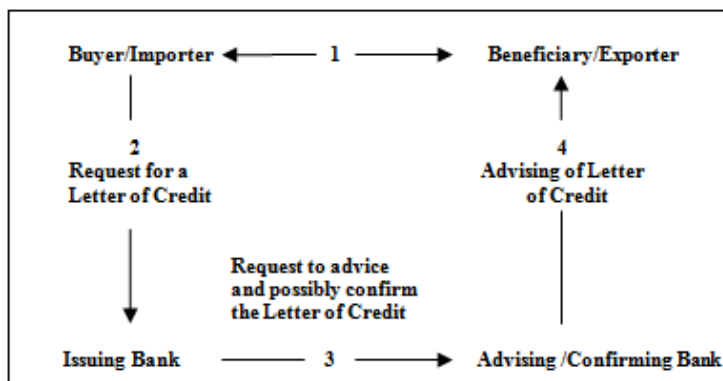 Buyer/Importer 1 Beneficiary/Exporter
2
Request for a
Letter of Credit
4
Advising of Letter
of Credit
Request to advice
and possibly confirm
the Letter of Credit
Issuing Bank 3 Advising /Confirming Bank